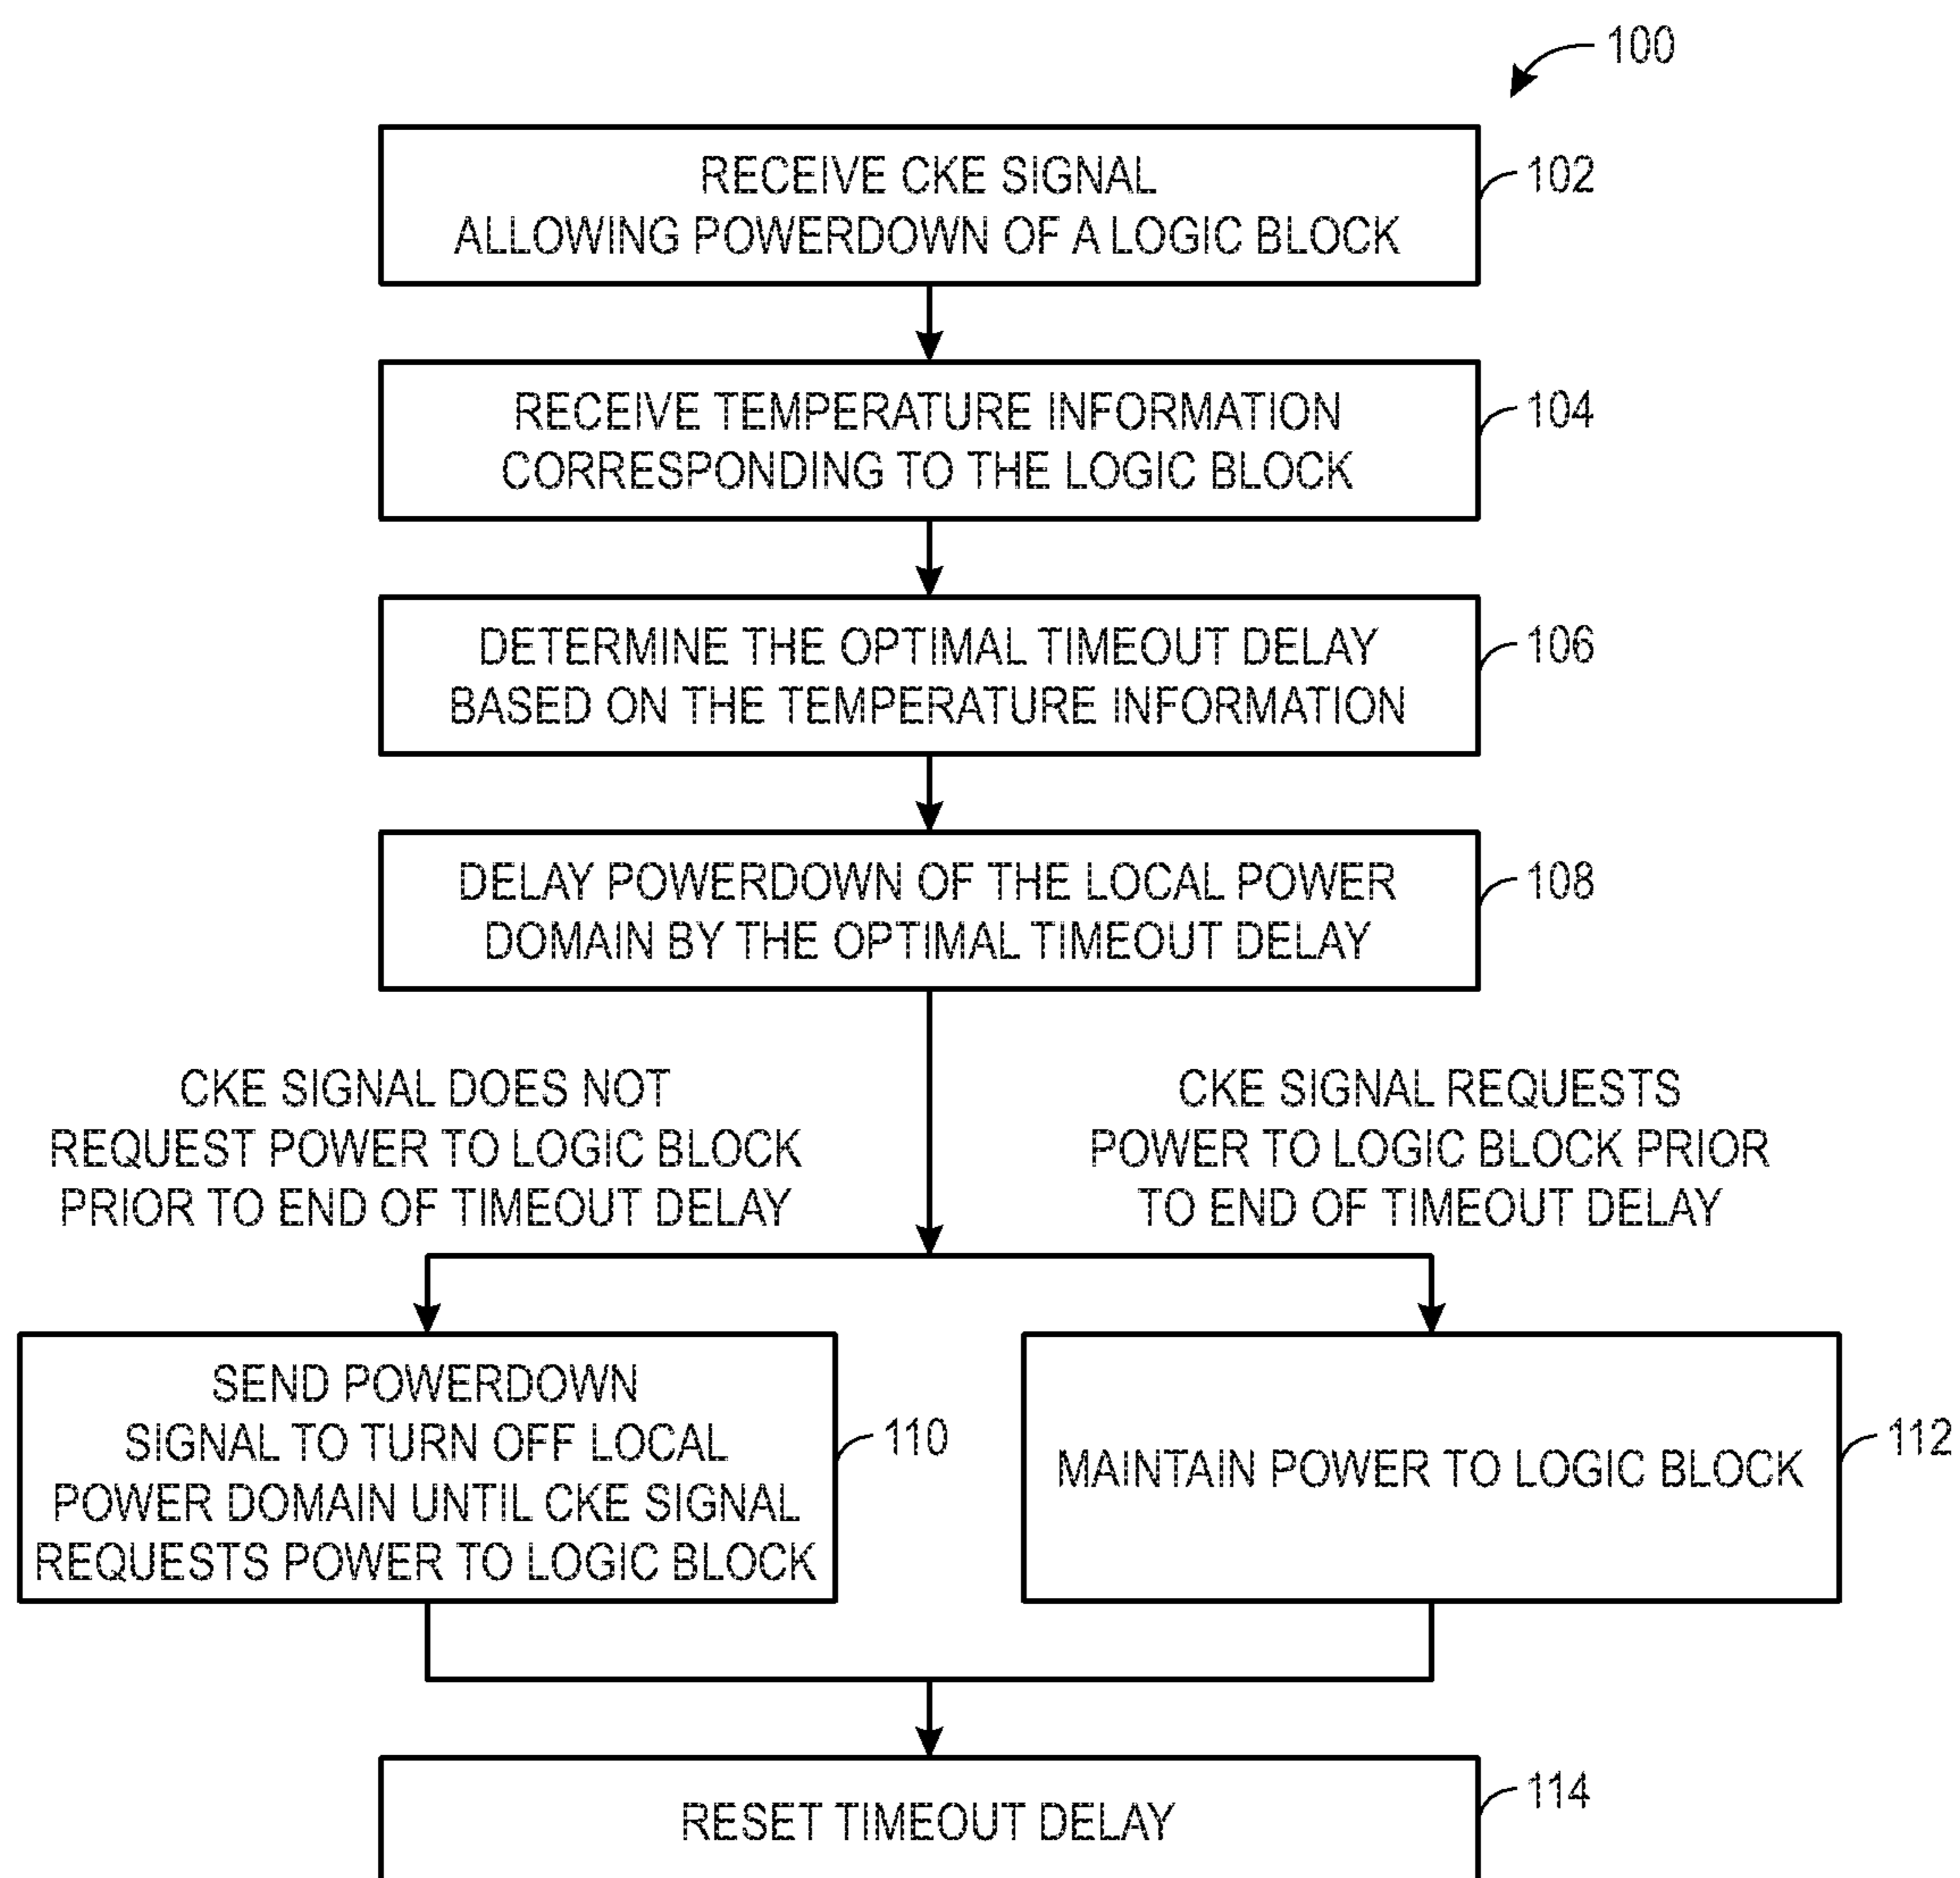 100
RECEIVE CKE SIGNAL
ALLOWING POWERDOWN OF A LOGIC BLOCK
102
RECEIVE TEMPERATURE INFORMATION
CORRESPONDING TO THE LOGIC BLOCK
104
DETERMINE THE OPTIMAL TIMEOUT DELAY
BASED ON THE TEMPERATURE INFORMATION
106
DELAY POWERDOWN OF THE LOCAL POWER
DOMAIN BY THE OPTIMAL TIMEOUT DELAY
108
CKE SIGNAL DOES NOT
REQUEST POWER TO LOGIC BLOCK
PRIOR TO END OF TIMEOUT DELAY
CKE SIGNAL REQUESTS
POWER TO LOGIC BLOCK PRIOR
TO END OF TIMEOUT DELAY
SEND POWERDOWN
SIGNAL TO TURN OFF LOCAL
POWER DOMAIN UNTIL CKE SIGNAL
REQUESTS POWER TO LOGIC BLOCK
110
MAINTAIN POWER TO LOGIC BLOCK
112
RESET TIMEOUT DELAY
114